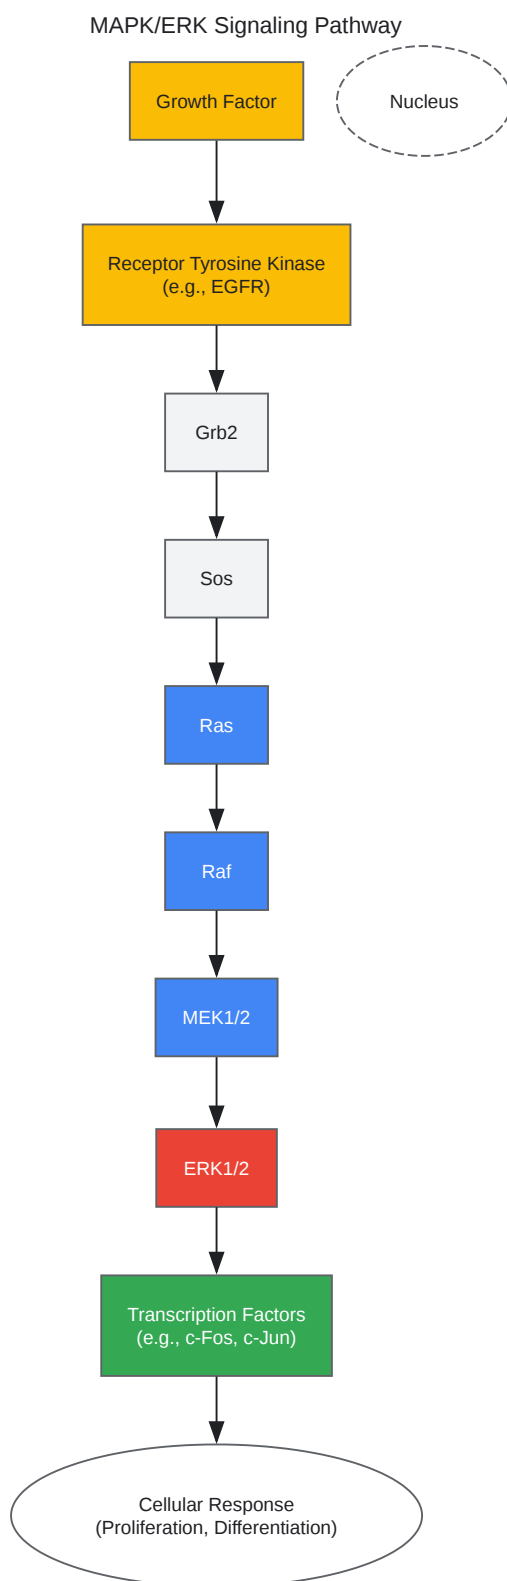 MAPK/ERK Signaling Pathway
Growth Factor
Nucleus
Receptor Tyrosine Kinase
(e.g., EGFR)
Grb2
Sos
Ras
Raf
MEK1/2
ERK1/2
Transcription Factors
(e.g., c-Fos, c-Jun)
Cellular Response
(Proliferation, Differentiation)